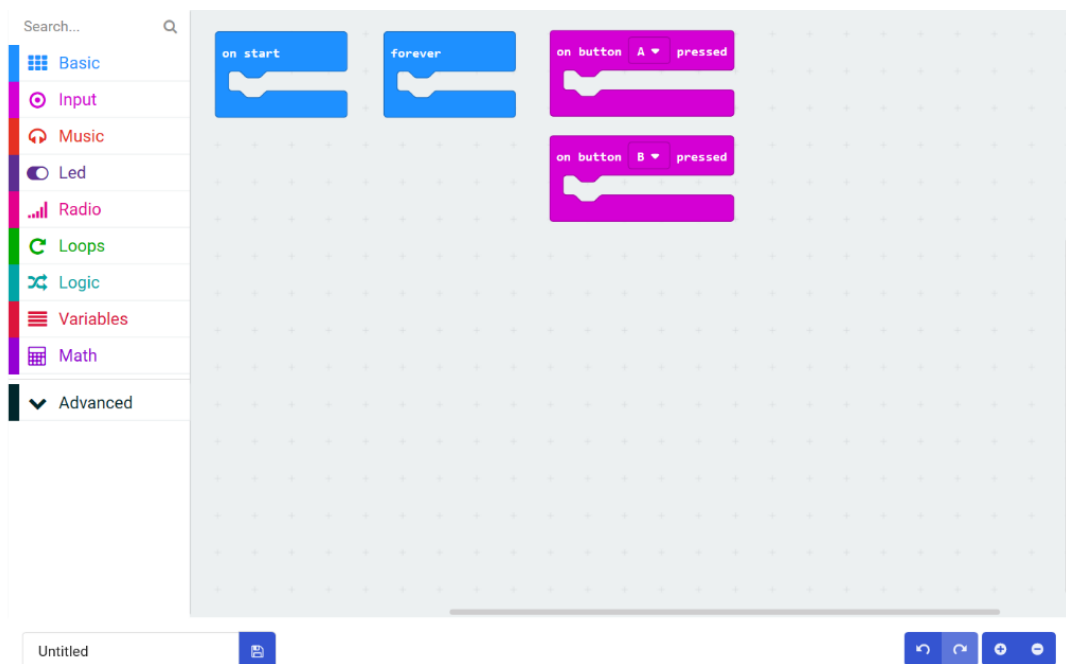 Search...
Basic
Input
Music
Led
Radio
Loops
Logic
Variables
Math
Advanced
on start
forever
on button A pressed
on button B pressed
Untitled